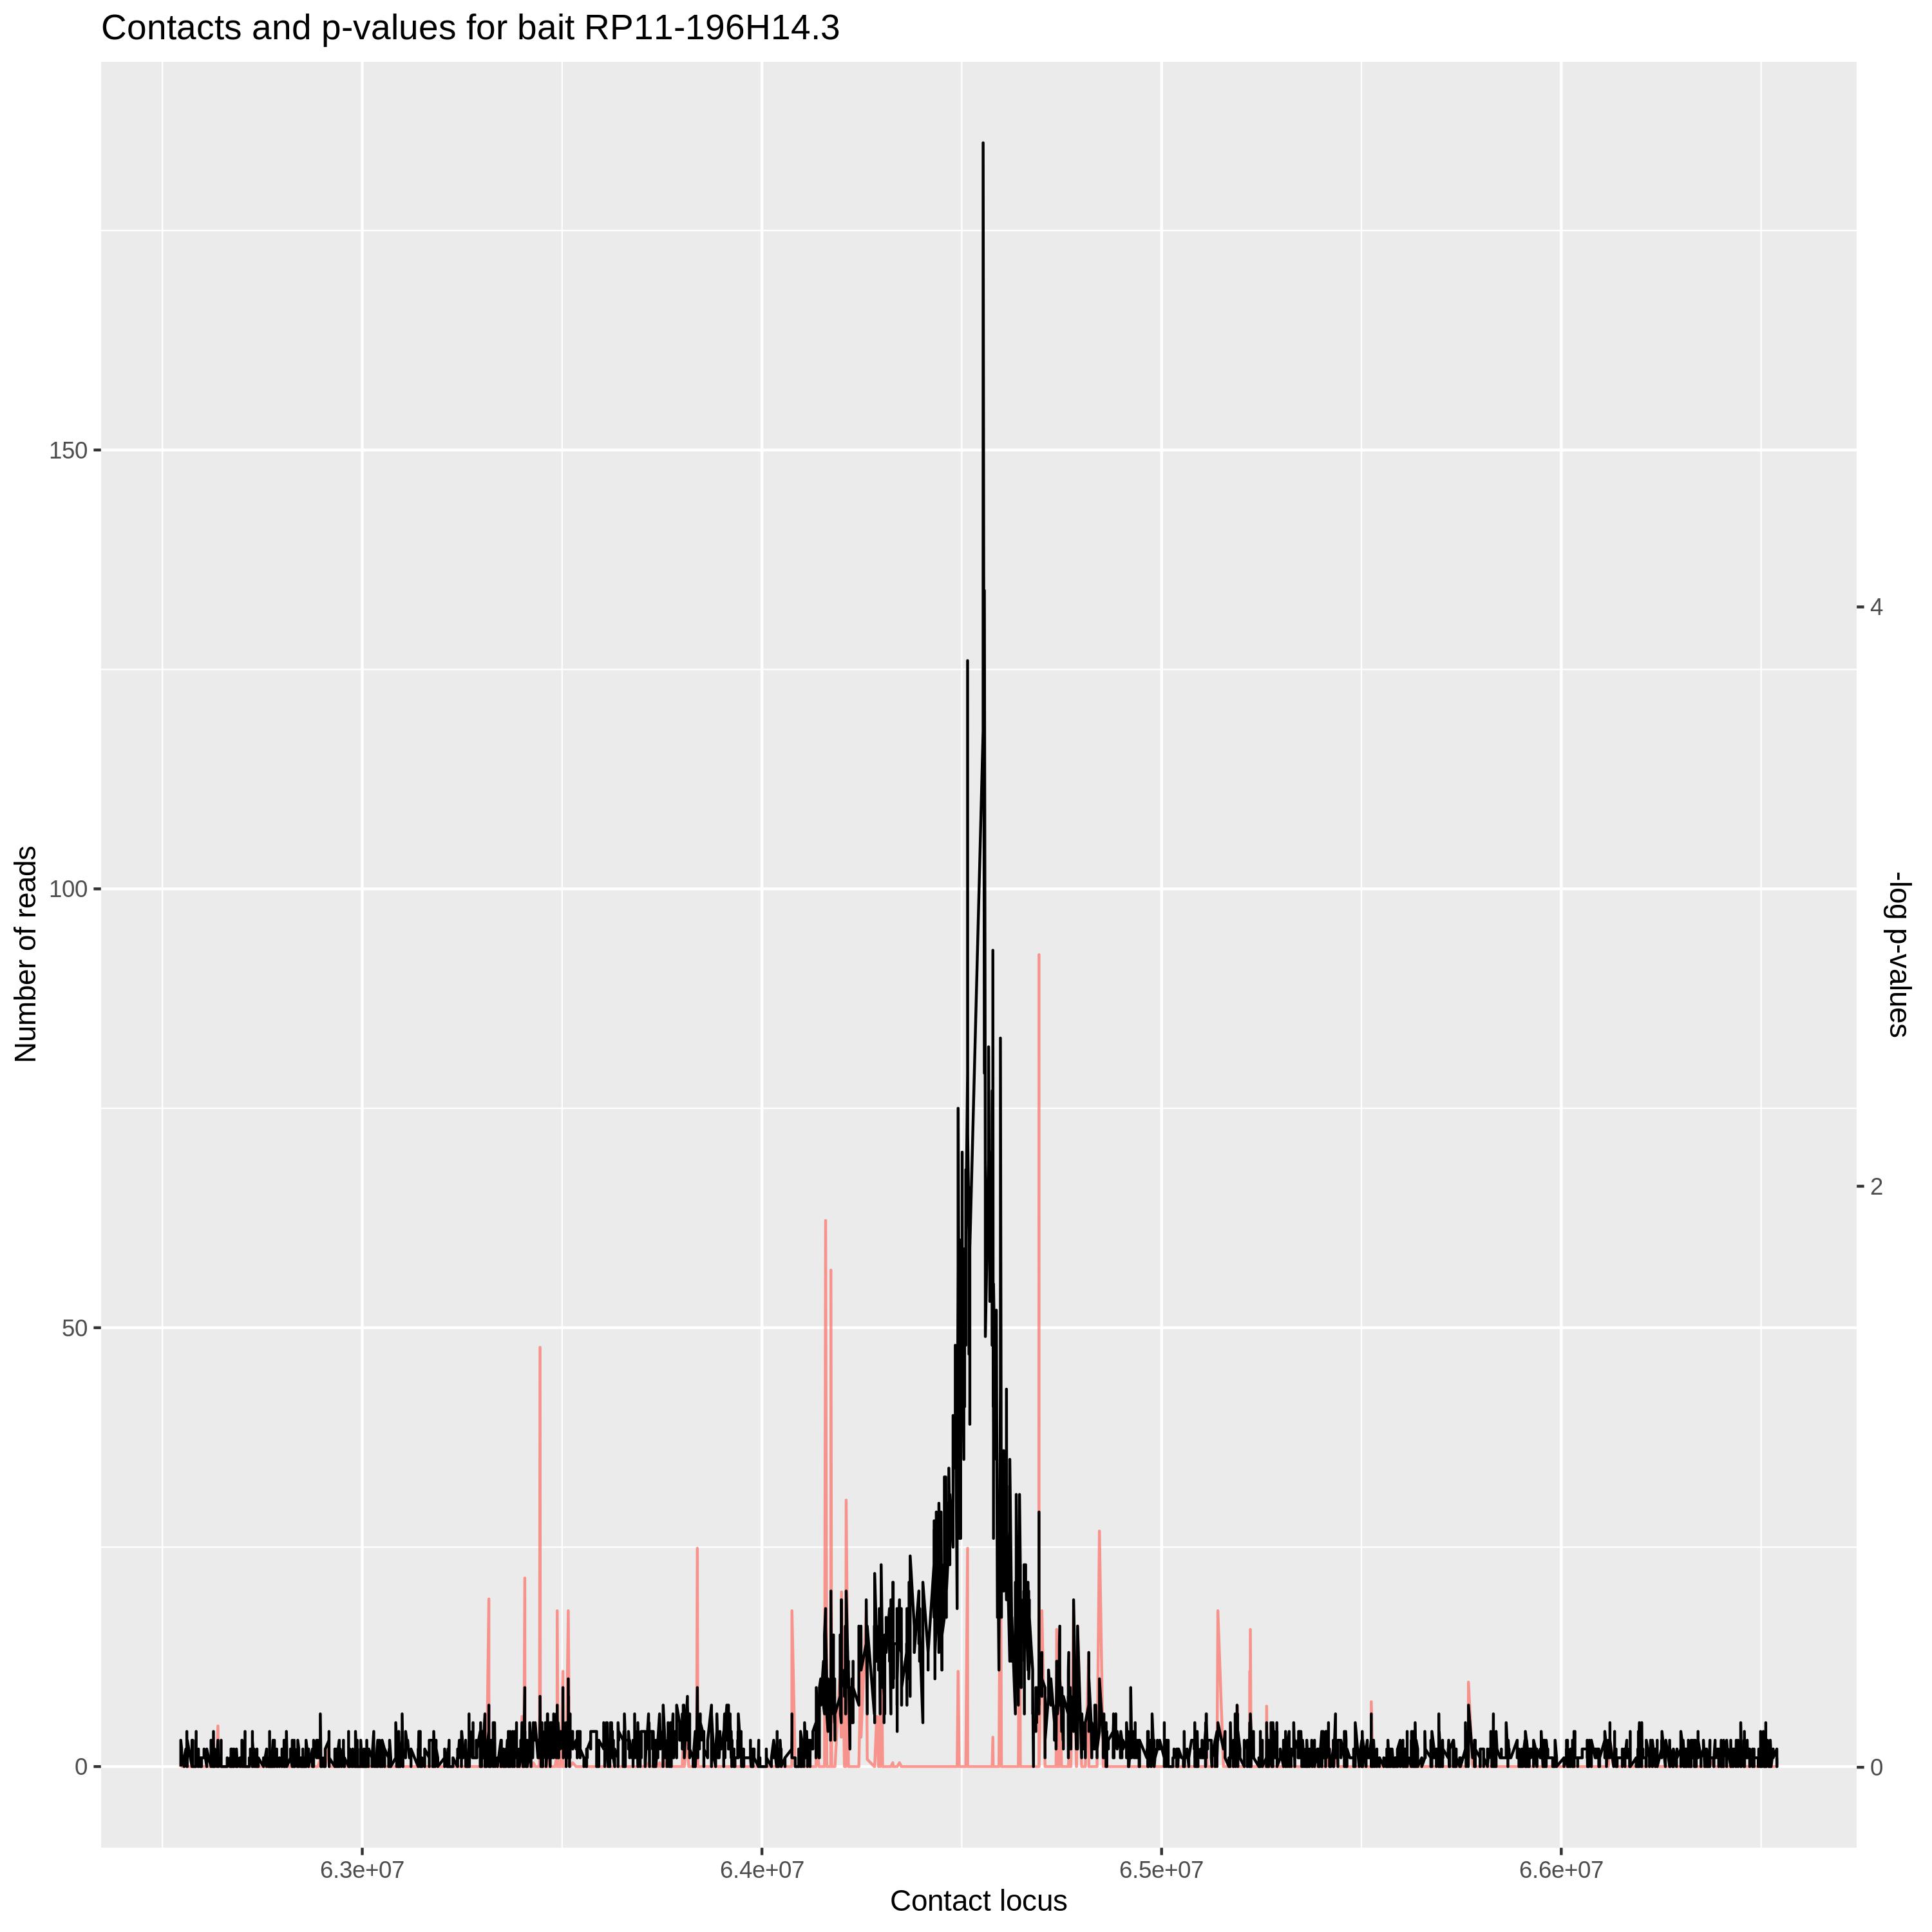 Contacts and p-values for bait RP11-196H14.3
Number of reads
150
100
50
0
4
2
0
-log p-values
6.3e+07
6.4e+07
6.5e+07
6.6e+07
Contact locus